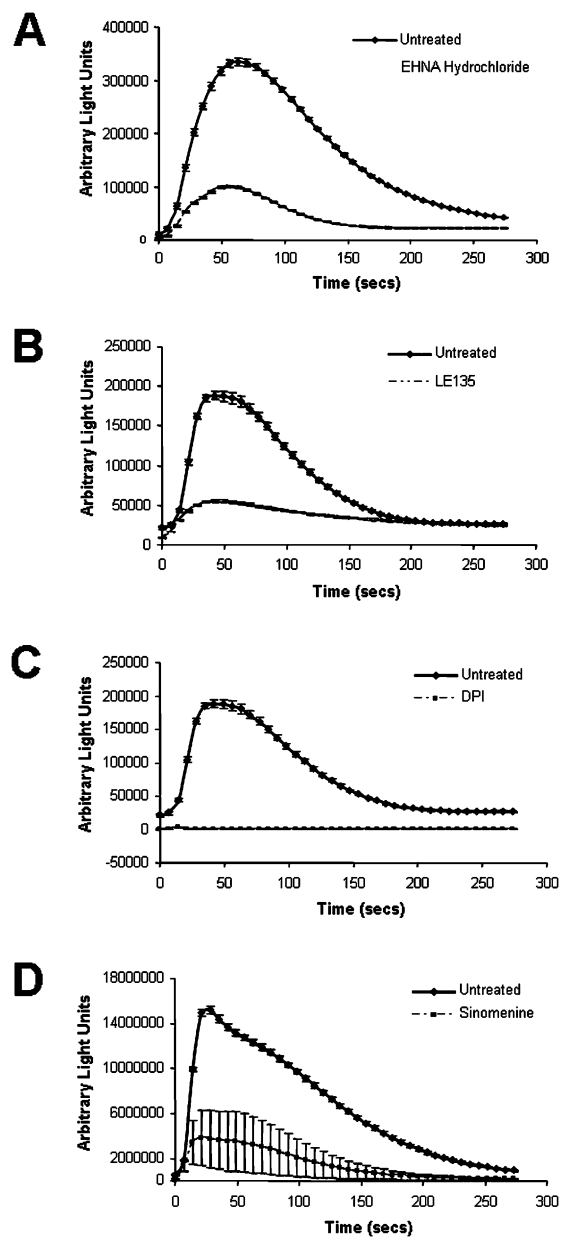 A
Arbitrary Light Units
400000
300000
200000
100000
0
0 50 100 150 200 250 300
Time (secs)
Untreated
EHNA Hydrochloride
B
Arbitrary Light Units
250000
200000
150000
100000
50000
0
0 50 100 150 200 250 300
Time (secs)
Untreated
LE135
C
Arbitrary Light Units
250000
200000
150000
100000
50000
0
-50000
0 50 100 150 200 250 300
Time (secs)
Untreated
DPI
D
Arbitrary Light Units
18000000
14000000
10000000
6000000
2000000
0 50 100 150 200 250 300
Time (secs)
Untreated
Sinomenine